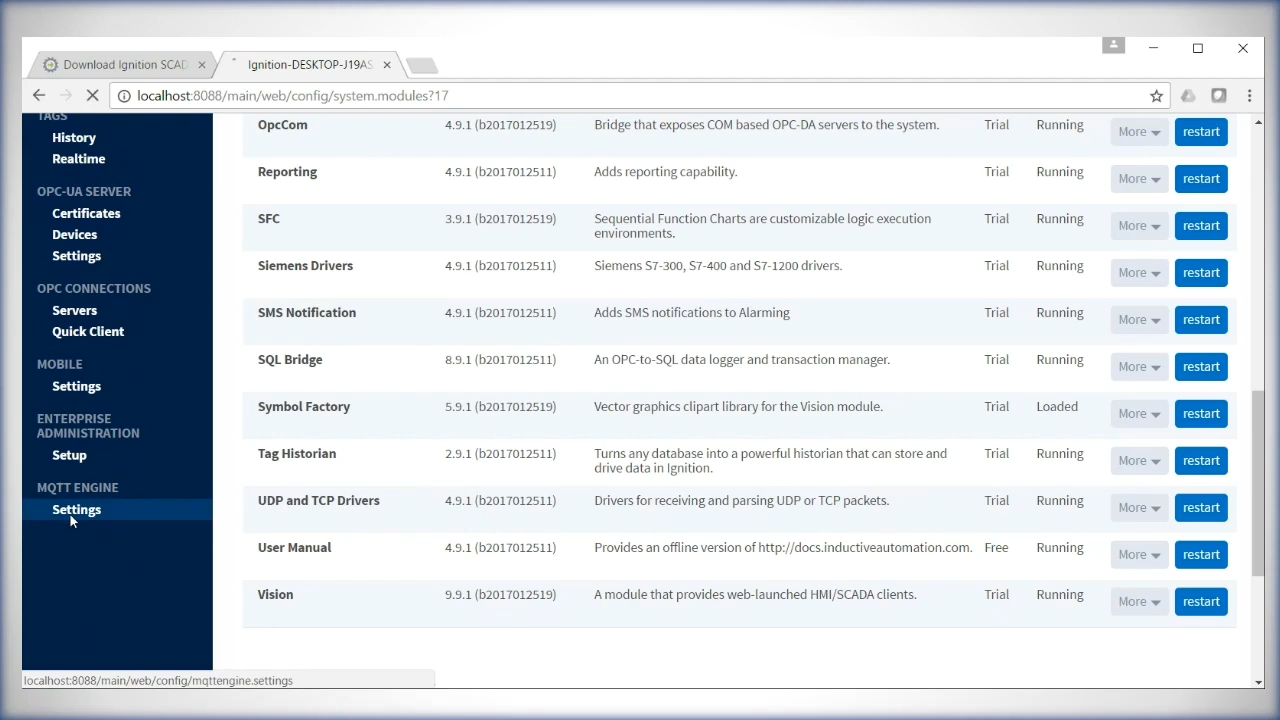 Download Ignition SCAD
Ignition-DESKTOP-J19AS
localhost:8088/main/web/config/system.modules?17
TAGS
History
Realtime
OPC-UA SERVER
Certificates
Devices
Settings
OPC CONNECTIONS
Servers
Quick Client
MOBILE
Settings
ENTERPRISE
ADMINISTRATION
Setup
MQTT ENGINE
Settings
OpcCom 4.9.1 (b2017012519) Bridge that exposes COM based OPC-DA servers to the system. Trial Running More restart
Reporting 4.9.1 (b2017012511) Adds reporting capability. Trial Running More restart
SFC 3.9.1 (b2017012519) Sequential Function Charts are customizable logic execution Trial Running More restart
environments.
Siemens Drivers 4.9.1 (b2017012511) Siemens S7-300, S7-400 and S7-1200 drivers. Trial Running More restart
SMS Notification 4.9.1 (b2017012511) Adds SMS notifications to Alarming Trial Running More restart
SQL Bridge 8.9.1 (b2017012511) An OPC-to-SQL data logger and transaction manager. Trial Running More restart
Symbol Factory 5.9.1 (b2017012519) Vector graphics clipart library for the Vision module. Trial Loaded More restart
Tag Historian 2.9.1 (b2017012511) Turns any database into a powerful historian that can store and Trial Running More restart
drive data in Ignition.
UDP and TCP Drivers 4.9.1 (b2017012511) Drivers for receiving and parsing UDP or TCP packets. Trial Running More restart
User Manual 4.9.1 (b2017012511) Provides an offline version of http://docs.inductiveautomation.com. Free Running More restart
Vision 9.9.1 (b2017012519) A module that provides web-launched HMI/SCADA clients. Trial Running More restart
localhost:8088/main/web/config/mqttengine.settings